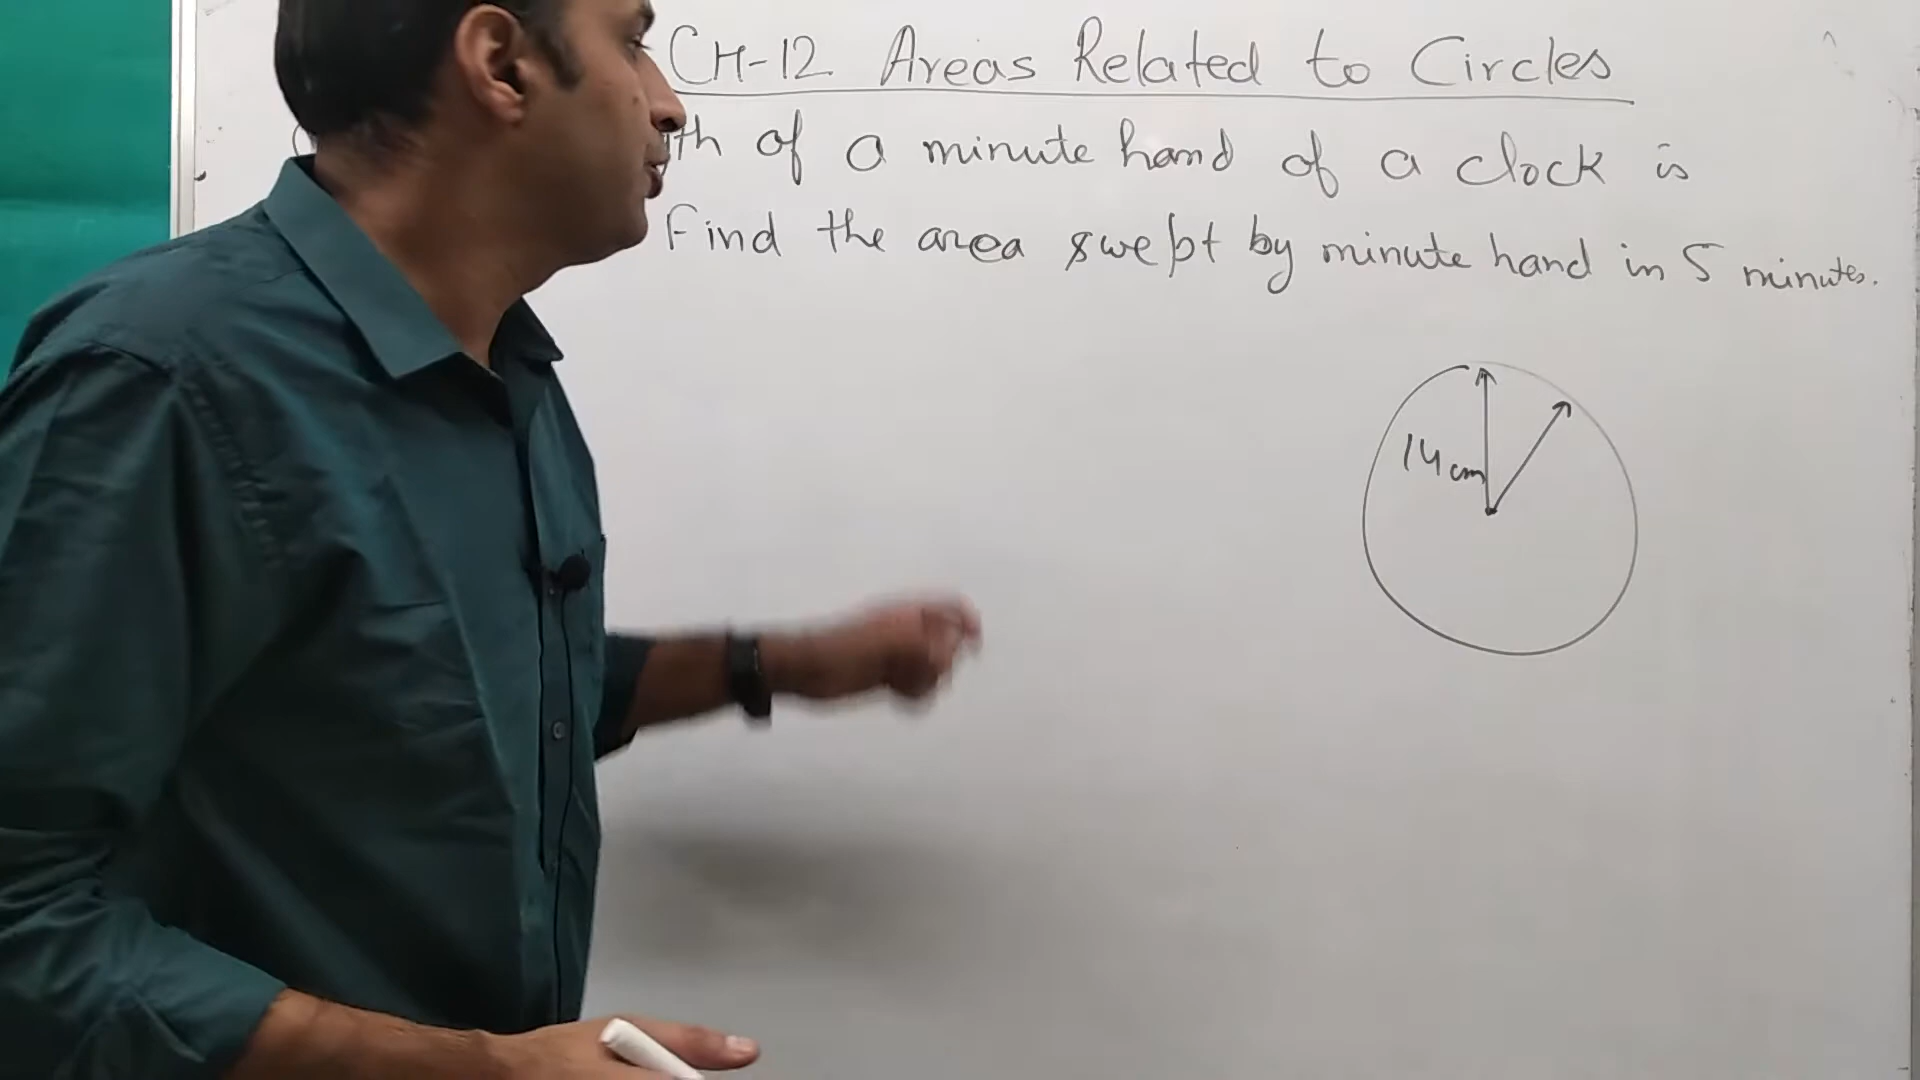 CH-12 Areas Related to Circles
th of a minute hand of a clock is
Find the area swept by minute hand in 5 minutes.
14 cm